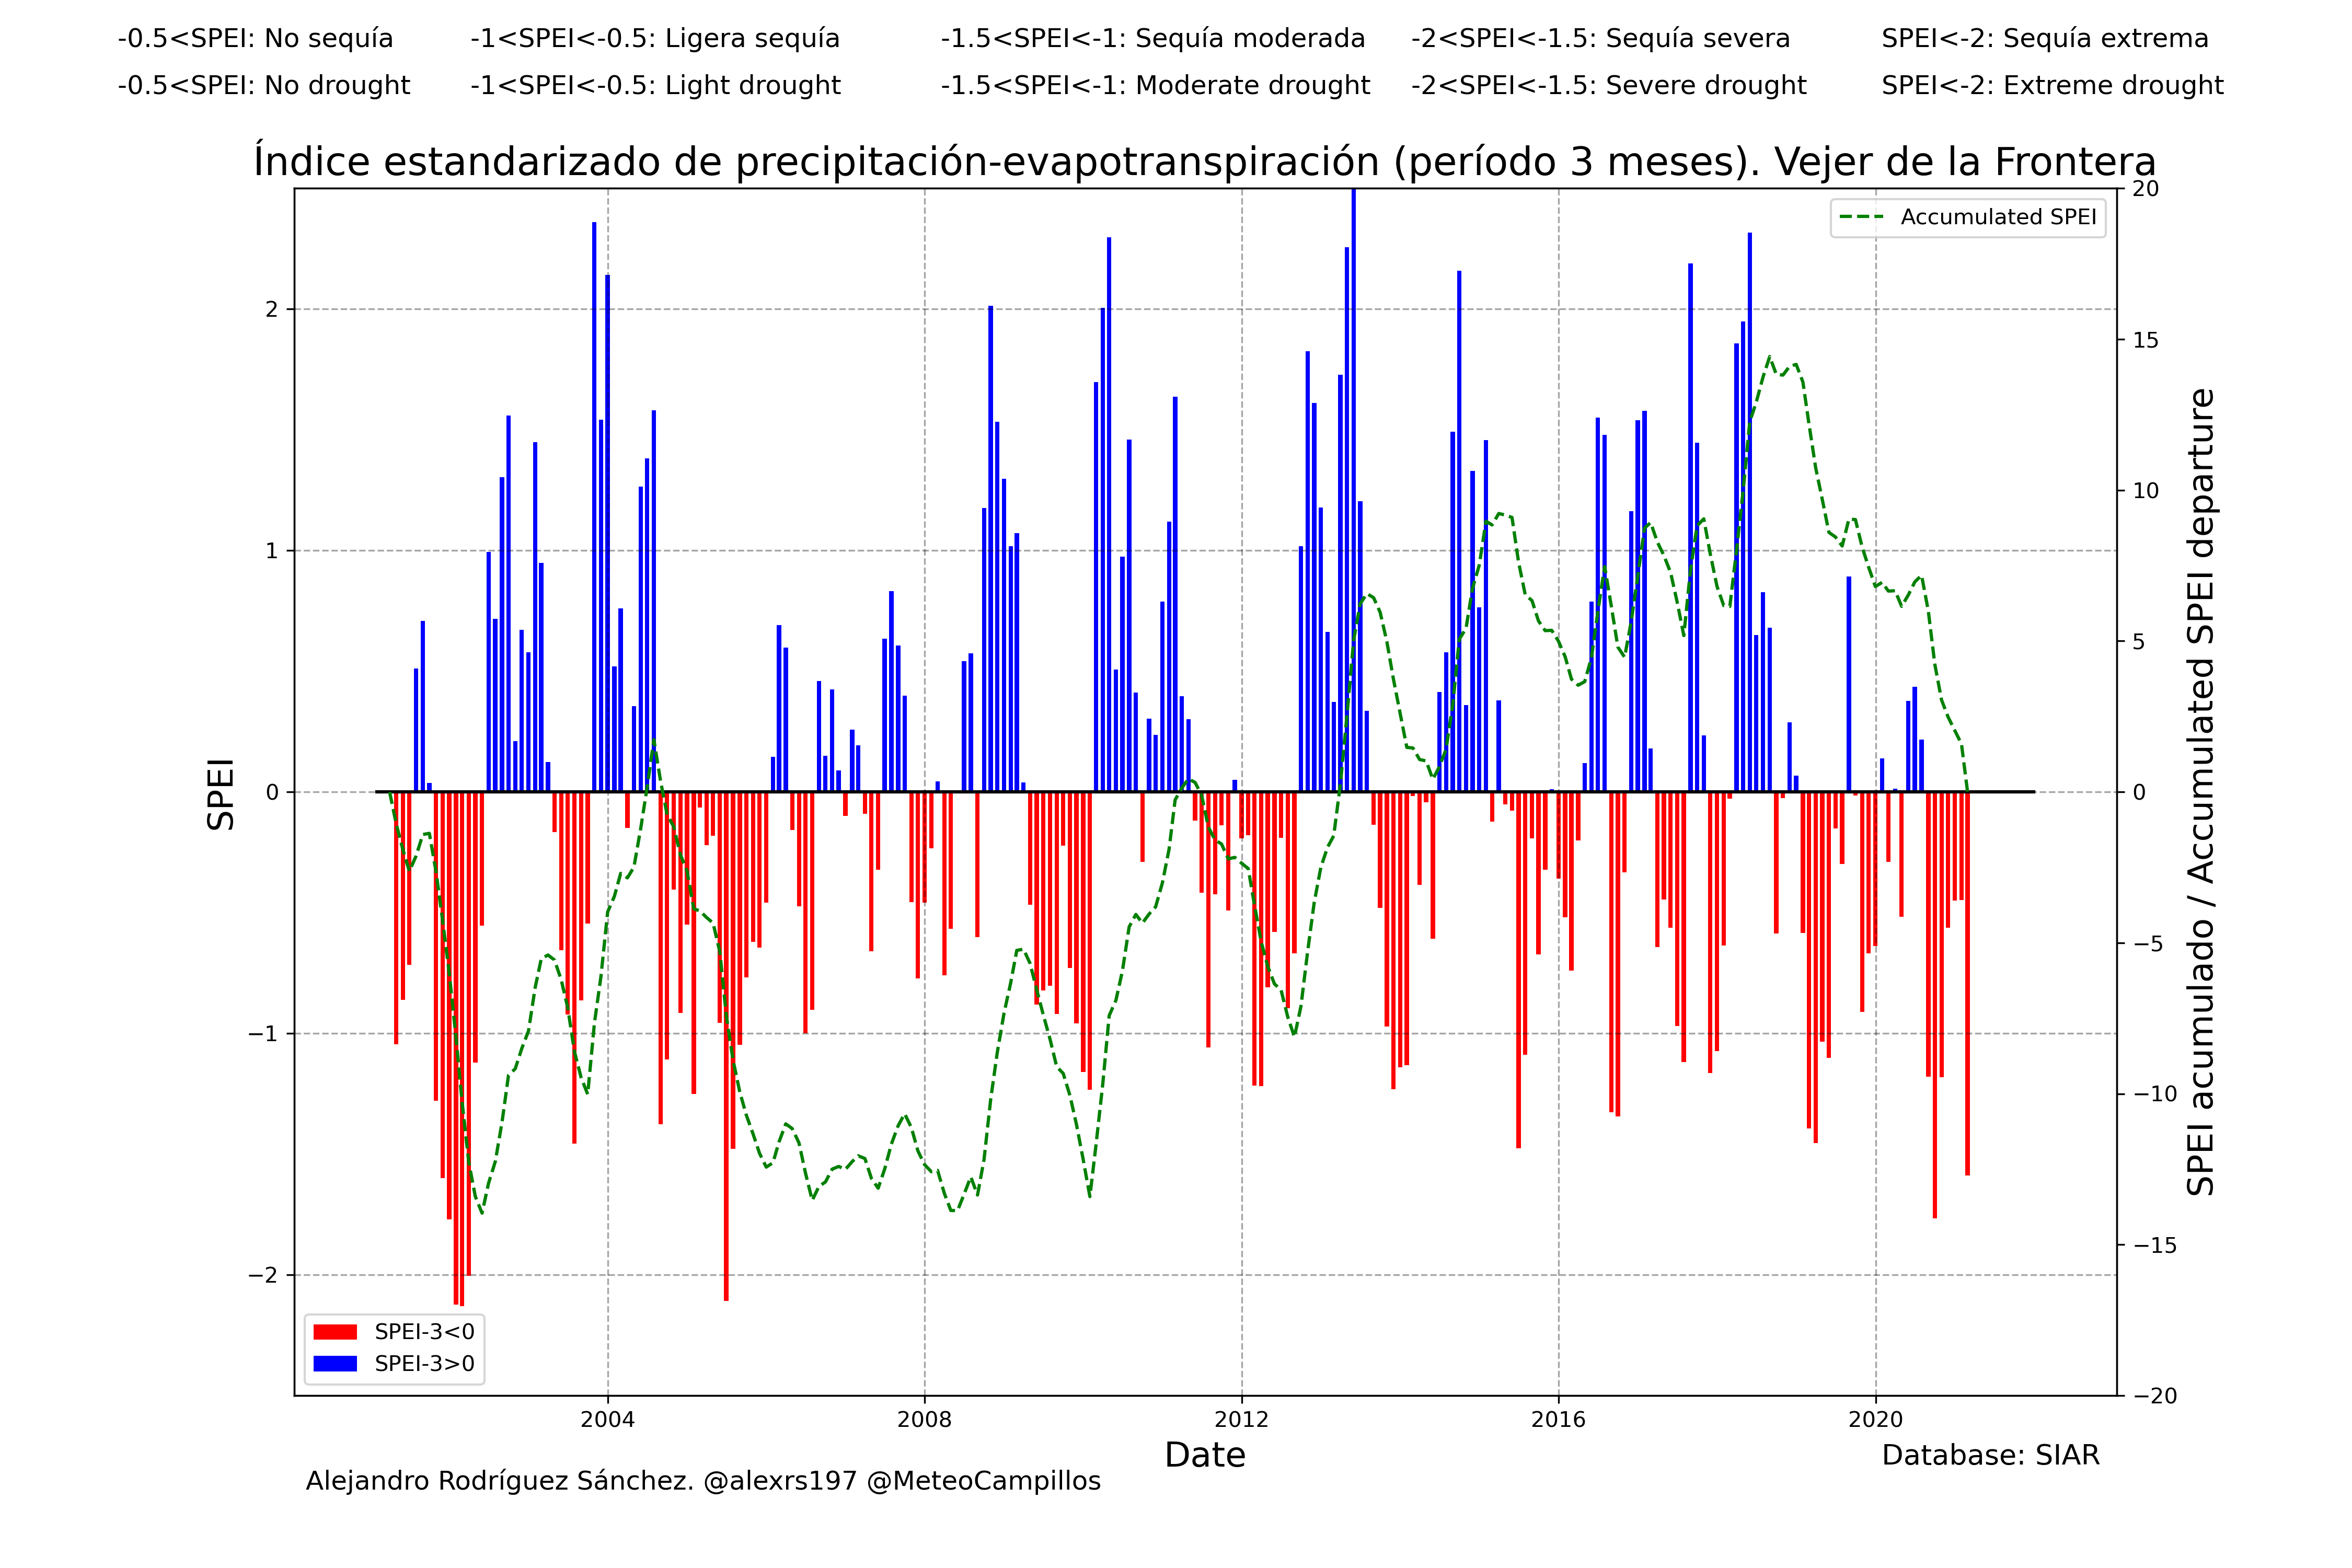 -0.5<SPEI: No sequía -1<SPEI<-0.5: Ligera sequía -1.5<SPEI<-1: Sequía moderada -2<SPEI<-1.5: Sequía severa SPEI<-2: Sequía extrema
-0.5<SPEI: No drought -1<SPEI<-0.5: Light drought -1.5<SPEI<-1: Moderate drought -2<SPEI<-1.5: Severe drought SPEI<-2: Extreme drought
Índice estandarizado de precipitación-evapotranspiración (período 3 meses). Vejer de la Frontera
Accumulated SPEI
SPEI
2
1
0
−1
−2
20
15
10
5
0
−5
−10
−15
−20
SPEI acumulado / Accumulated SPEI departure
SPEI-3<0
SPEI-3>0
2004 2008 2012 2016 2020
Date
Database: SIAR
Alejandro Rodríguez Sánchez. @alexrs197 @MeteoCampillos